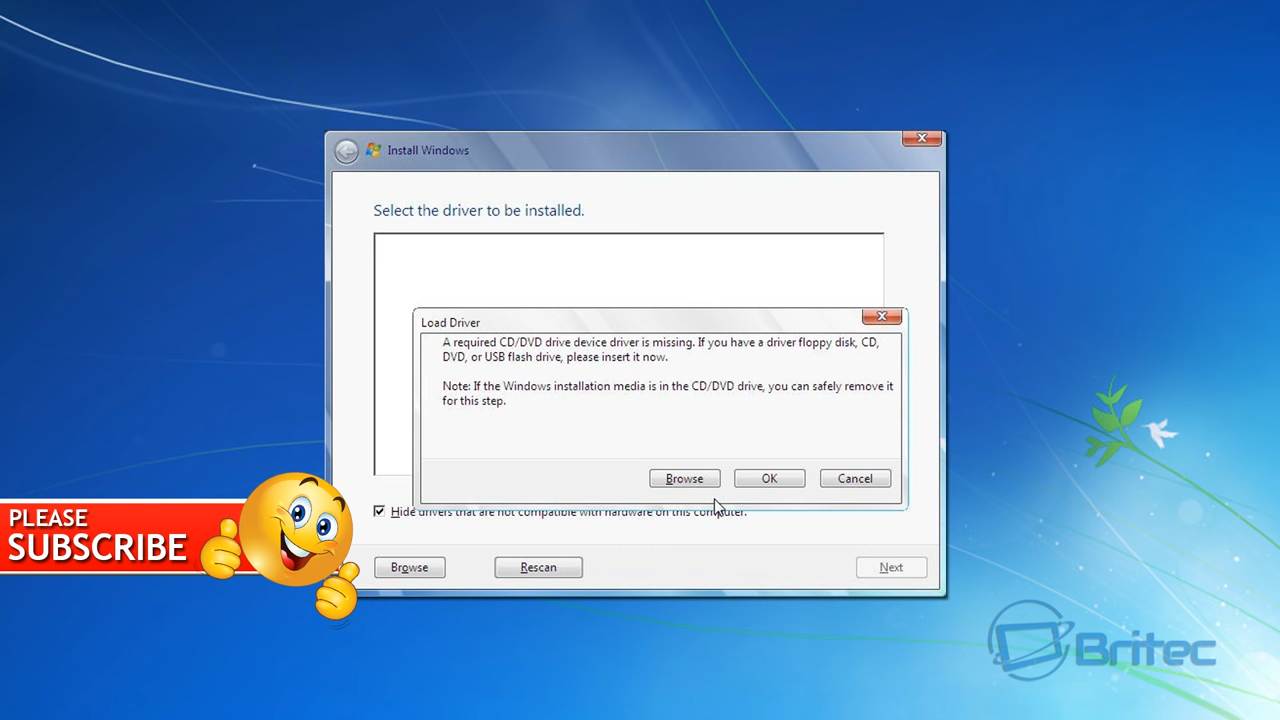 Install Windows
Select the driver to be installed.
Load Driver
A required CD/DVD drive device driver is missing. If you have a driver floppy disk, CD,
DVD, or USB flash drive, please insert it now.
Note: If the Windows installation media is in the CD/DVD drive, you can safely remove it
for this step.
Browse
OK
Cancel
Hide drivers that are not compatible with hardware on this computer.
PLEASE
SUBSCRIBE
Browse
Rescan
Next
Britec